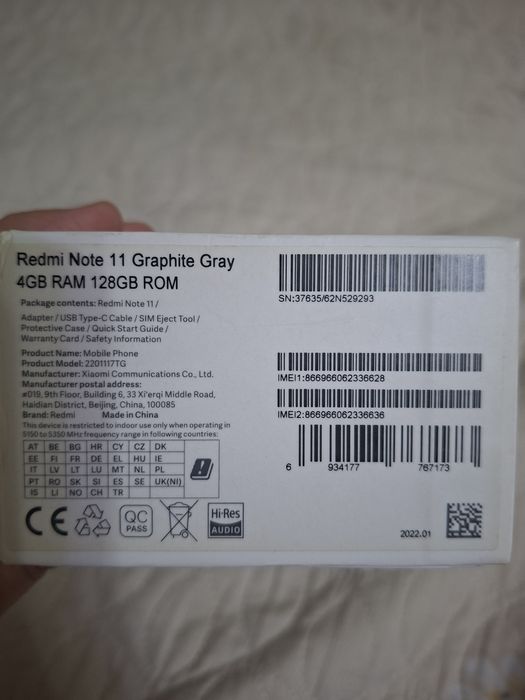 Redmi Note 11 Graphite Gray
4GB RAM 128GB ROM
Package contents: Redmi Note 11 /
Adapter / USB Type-C Cable / SIM Eject Tool /
Protective Case / Quick Start Guide /
Warranty Card / Safety Information
Product Name: Mobile Phone
Product Model: 2201117TG
Manufacturer: Xiaomi Communications Co., Ltd.
Manufacturer postal address:
#019, 9th Floor, Building 6, 33 Xi'erqi Middle Road,
Haidian District, Beijing, China, 100085
Brand: Redmi Made in China
This device is restricted to indoor use only when operating in
5150 to 5350 MHz frequency range in following countries:
AT BE BG HR CY CZ DK
EE FI FR DE EL HU IE
IT LV LT LU MT NL PL
PT RO SK SI ES SE UK(NI)
IS LI NO CH TR
CE
QC
PASS
Hi-Res
AUDIO
SN:37635/62N529293
IMEI1:866966062336628
IMEI2:866966062336636
6 934177 767173
2022.01